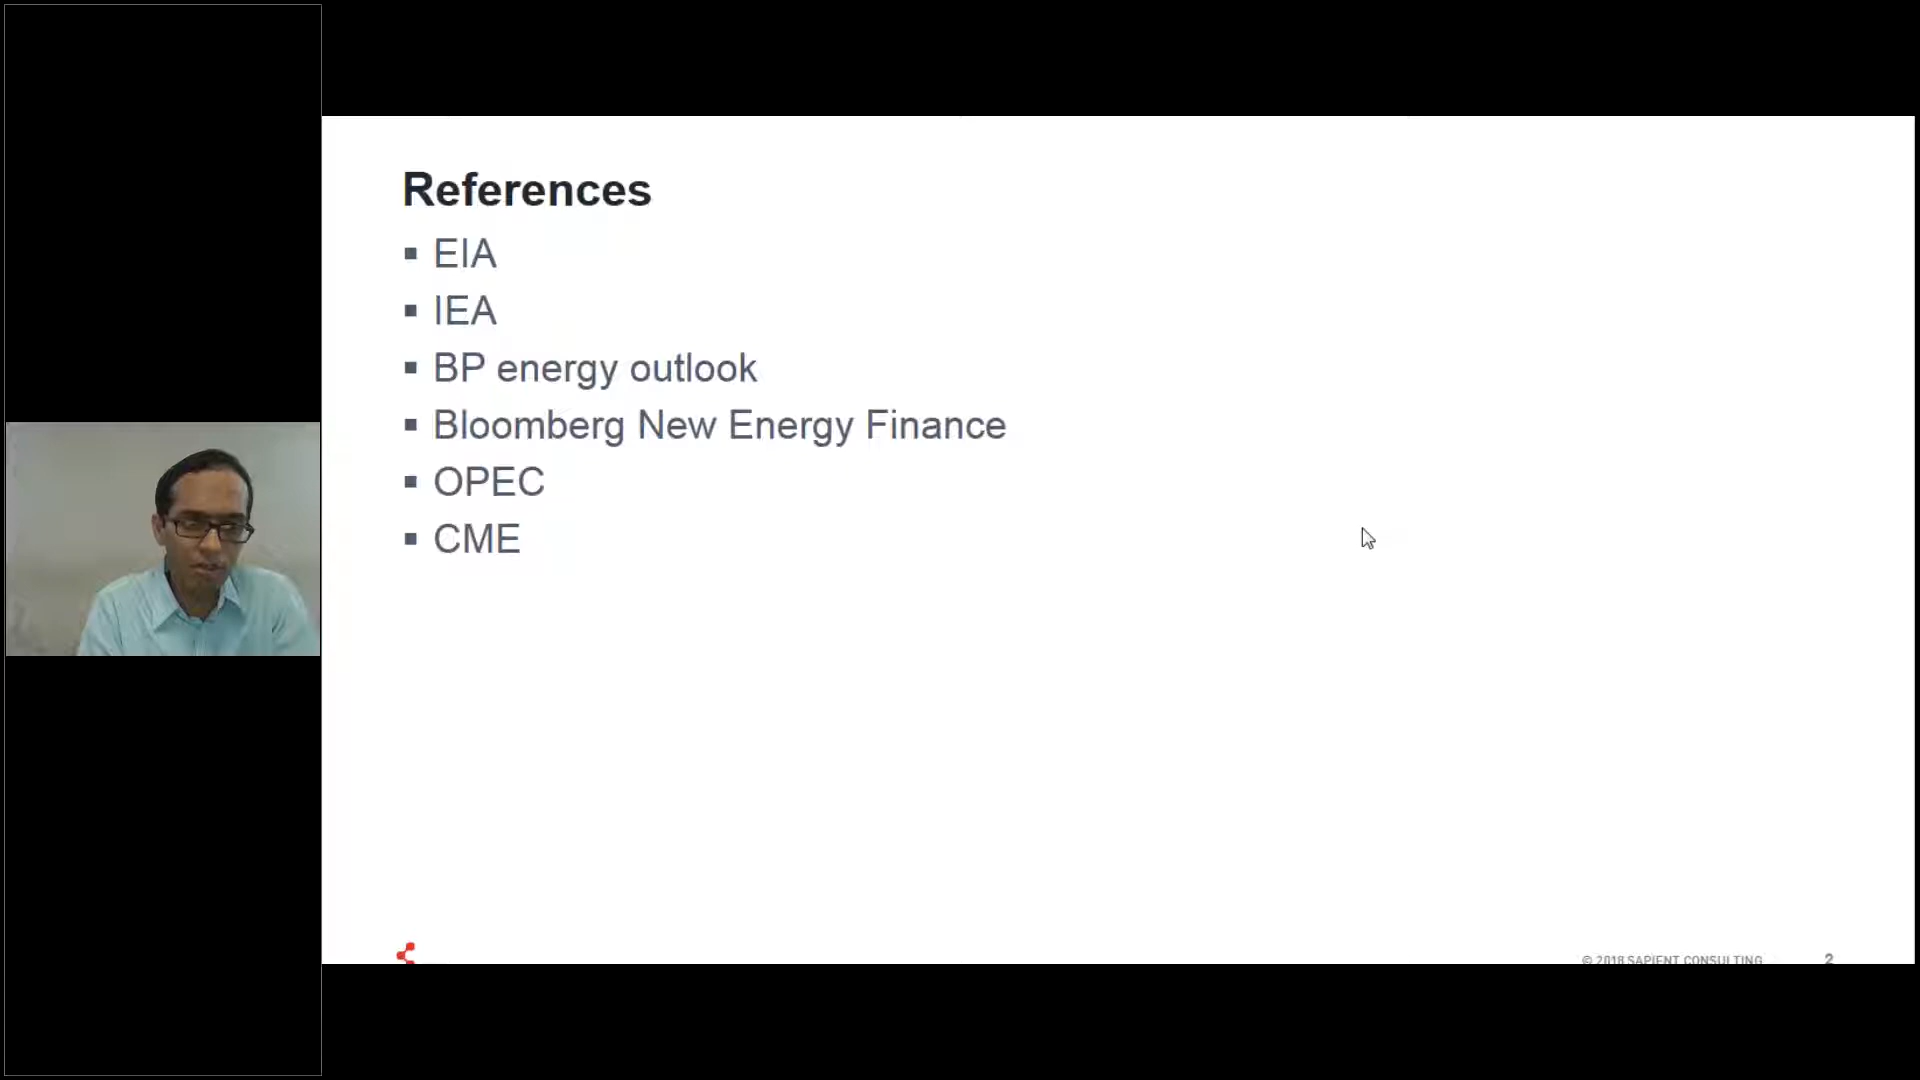 References
▪ EIA
▪ IEA
▪ BP energy outlook
▪ Bloomberg New Energy Finance
▪ OPEC
▪ CME
© 2018 SAPIENT CONSULTING 2